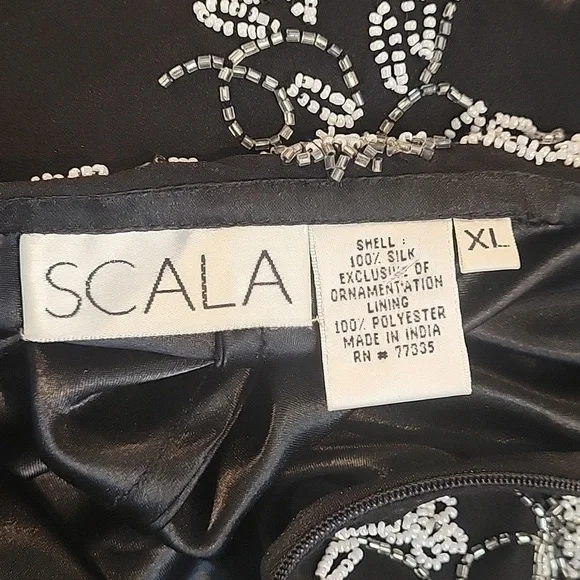 SCALA
SHELL :
100% SILK
EXCLUSIVE OF
ORNAMENTATION
LINING
100% POLYESTER
MADE IN INDIA
RN # 77335
XL